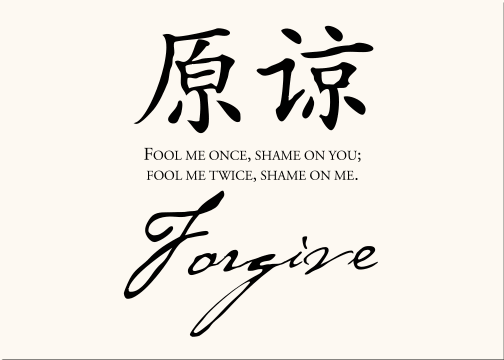 原谅
Fool me once, shame on you;
fool me twice, shame on me.
Forgive